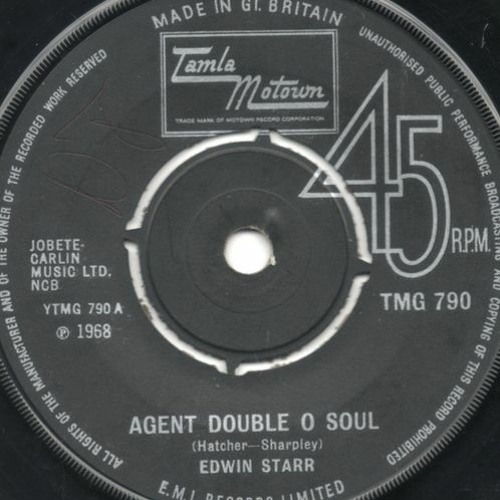 MADE IN GT. BRITAIN
UNAUTHORISED PUBLIC PERFORMANCE BROADCASTING AND COPYING OF THIS RECORD PROHIBITED
ALL RIGHTS OF THE MANUFACTURER AND OF THE OWNER OF THE RECORDED WORK RESERVED
Tamla
Motown
TRADE MARK OF MOTOWN RECORD CORPORATION
45
R.P.M.
JOBETE-
CARLIN
MUSIC LTD.
NCB
YTMG 790 A
℗ 1968
TMG 790
AGENT DOUBLE O SOUL
(Hatcher—Sharpley)
EDWIN STARR
E.M.I. RECORDS LIMITED